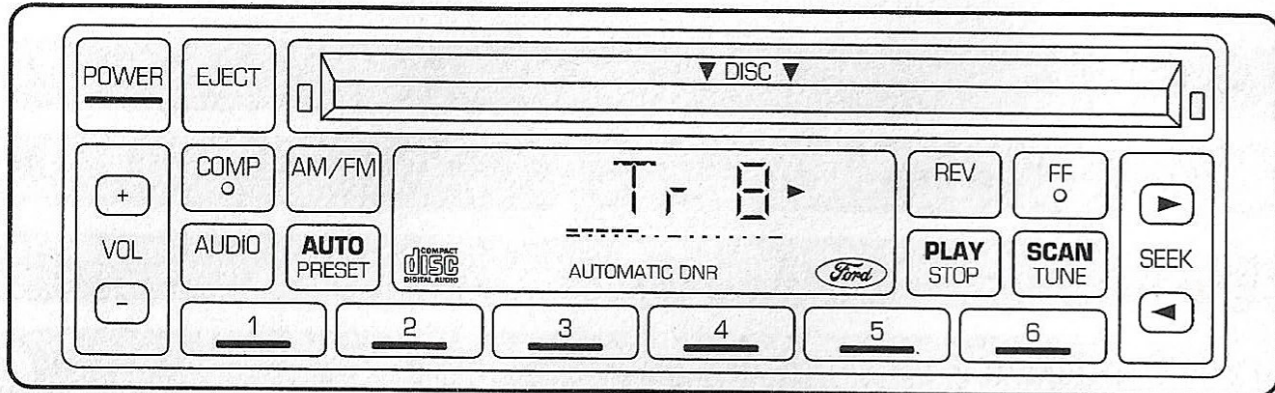 POWER
EJECT
▼ DISC ▼
+
VOL
-
COMP
AM/FM
AUDIO
AUTO
PRESET
Tr 8 ►
COMPACT
disc
DIGITAL AUDIO
AUTOMATIC DNR
Ford
REV
FF
PLAY
STOP
SCAN
TUNE
►
SEEK
◄
1
2
3
4
5
6